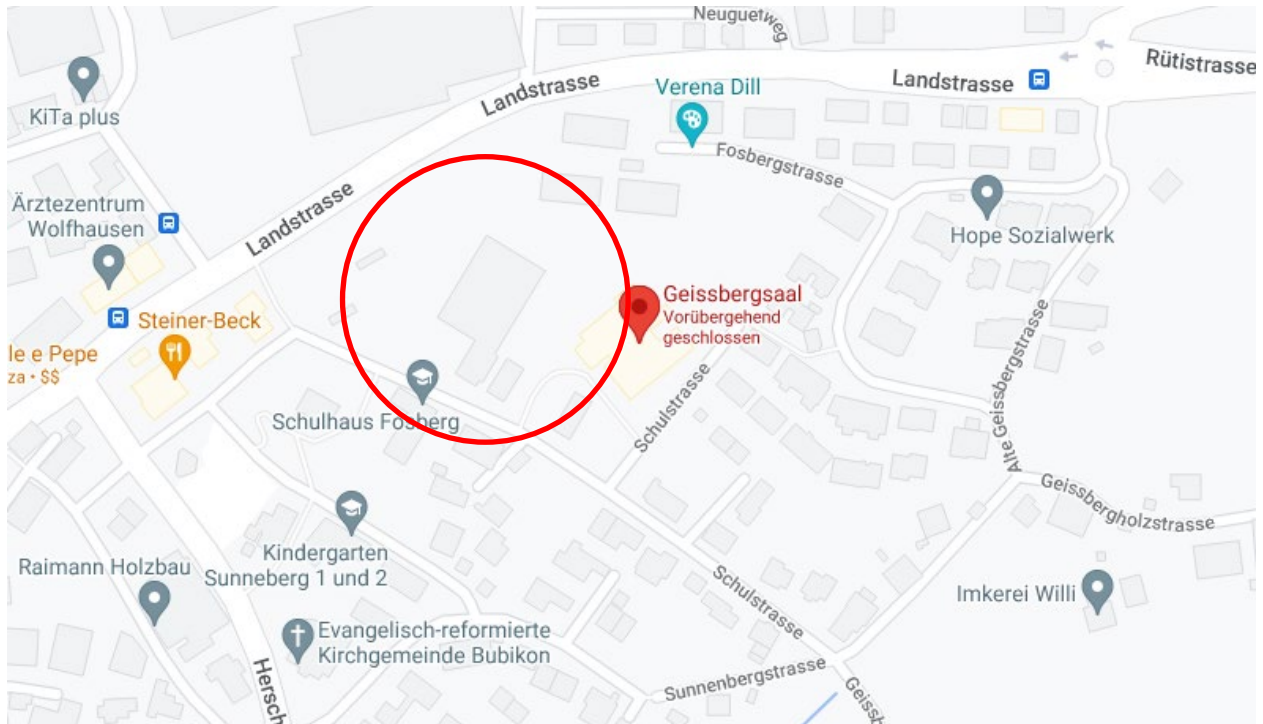 Neuguetweg
Rütistrasse
KiTa plus
Landstrasse
Verena Dill
Landstrasse
Fosbergstrasse
Landstrasse
Ärztezentrum
Wolfhausen
Hope Sozialwerk
Geissbergsaal
Vorübergehend
geschlossen
Steiner-Beck
le e Pepe
za • $$
Schulhaus Fosberg
Schulstrasse
Alte Geissbergstrasse
Geissbergholzstrasse
Kindergarten
Sunneberg 1 und 2
Raimann Holzbau
Schulstrasse
Imkerei Willi
Evangelisch-reformierte
Kirchgemeinde Bubikon
Hersch
Sunnenbergstrasse
Geissb